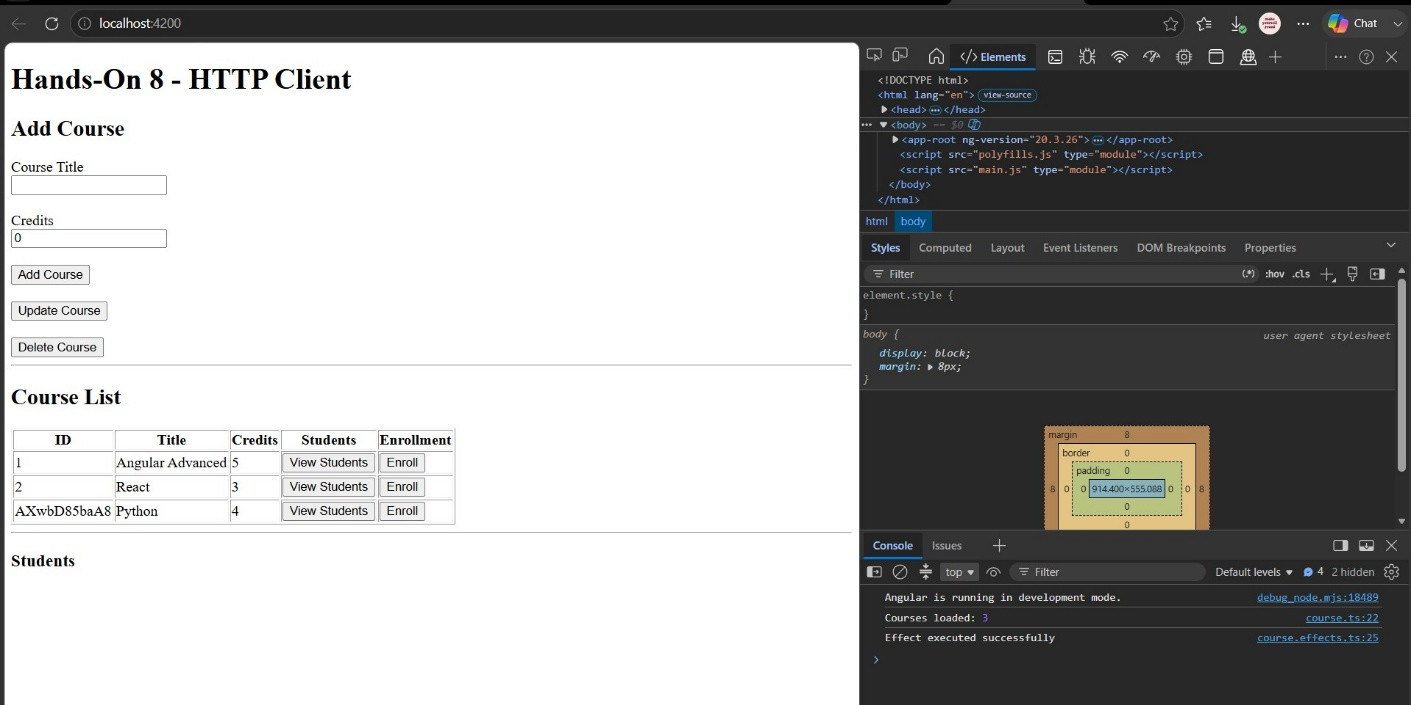 localhost:4200
Chat
Hands-On 8 - HTTP Client
Add Course
Course Title
Credits
0
Add Course
Update Course
Delete Course
Course List
ID Title Credits Students Enrollment
1 Angular Advanced 5 View Students Enroll
2 React 3 View Students Enroll
AXwbD85baA8 Python 4 View Students Enroll
Students
Elements
<!DOCTYPE html>
<html lang="en"> view-source
<head> ••• </head>
••• <body> == $0
<app-root ng-version="20.3.26"> ••• </app-root>
<script src="polyfills.js" type="module"></script>
<script src="main.js" type="module"></script>
</body>
</html>
html body
Styles Computed Layout Event Listeners DOM Breakpoints Properties
Filter :hov .cls
element.style {
}
body { user agent stylesheet
display: block;
margin: 8px;
}
margin 8
border 0
padding 0
8 0 0 914.400×555.088 0 0 8
0
0
Console Issues
top Filter Default levels 4 2 hidden
Angular is running in development mode. debug_node.mjs:18489
Courses loaded: 3 course.ts:22
Effect executed successfully course.effects.ts:25